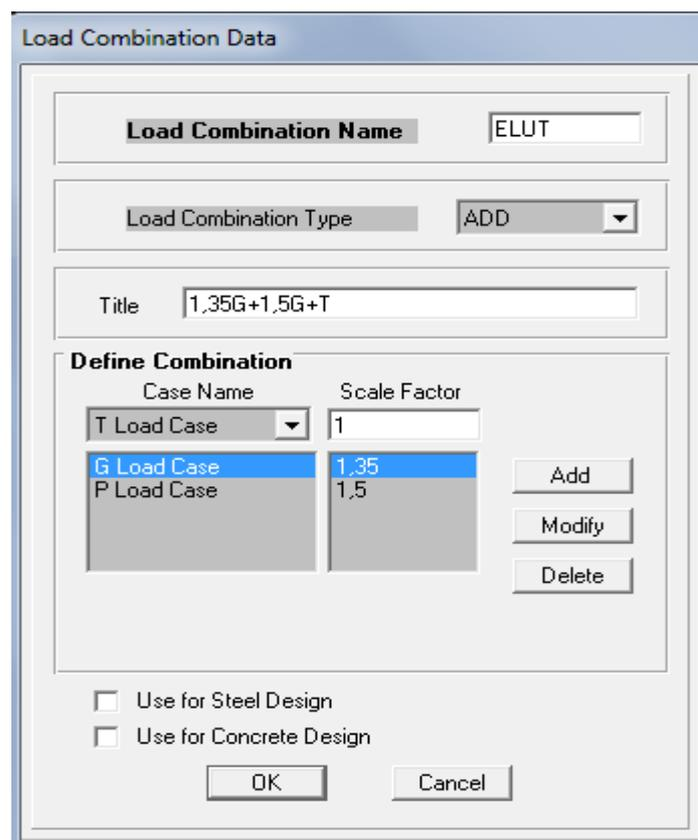 Load Combination Data
Load Combination Name ELUT
Load Combination Type ADD
Title 1,35G+1,5G+T
Define Combination
Case Name Scale Factor
T Load Case 1
G Load Case 1,35 Add
P Load Case 1,5
Modify
Delete
Use for Steel Design
Use for Concrete Design
OK Cancel